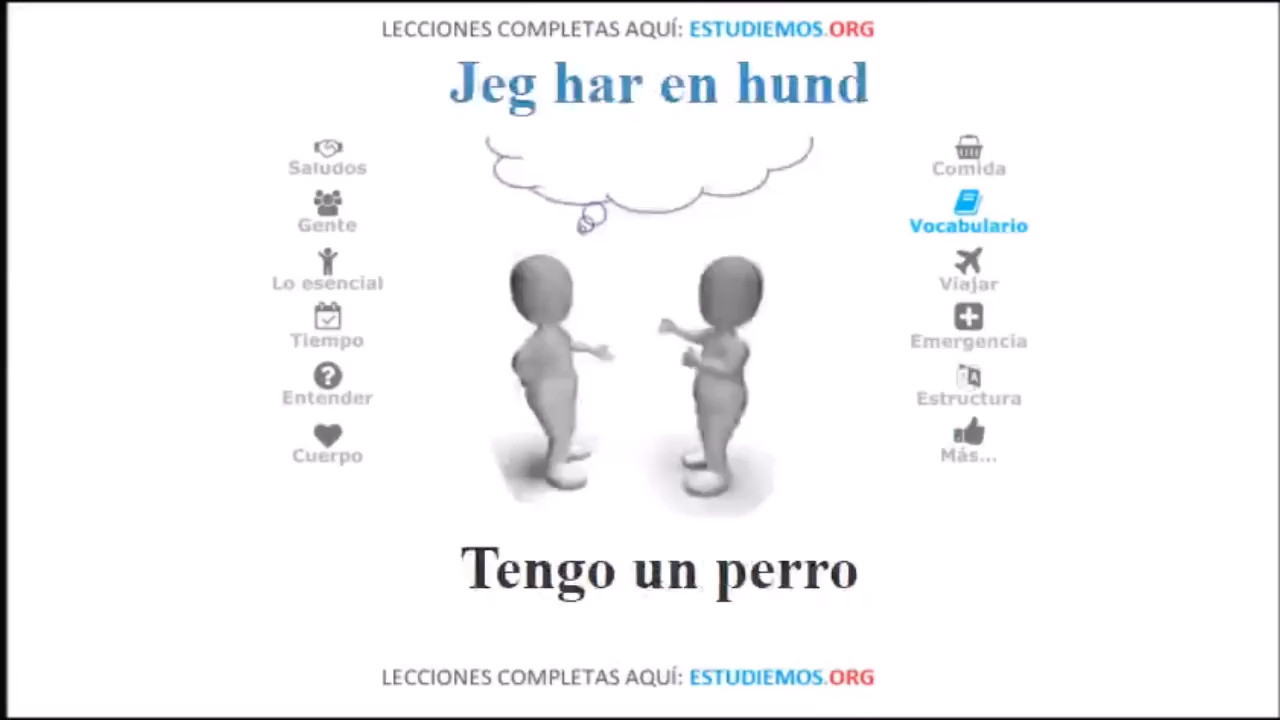 LECCIONES COMPLETAS AQUÍ: ESTUDIEMOS.ORG
Jeg har en hund
Saludos
Gente
Lo esencial
Tiempo
Entender
Cuerpo
Comida
Vocabulario
Viajar
Emergencia
Estructura
Más...
Tengo un perro
LECCIONES COMPLETAS AQUÍ: ESTUDIEMOS.ORG